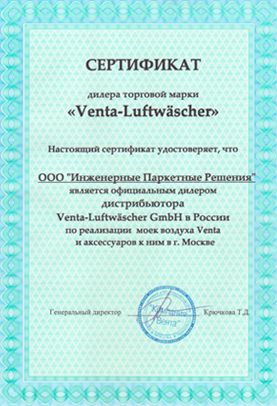 СЕРТИФИКАТ
дилера торговой марки
«Venta-Luftwäscher»
Настоящий сертификат удостоверяет, что
ООО "Инженерные Паркетные Решения"
является официальным дилером
дистрибьютора
Venta-Luftwäscher GmbH в России
по реализации моек воздуха Venta
и аксессуаров к ним в г. Москве
Генеральный директор
Крючкова Т.Д.